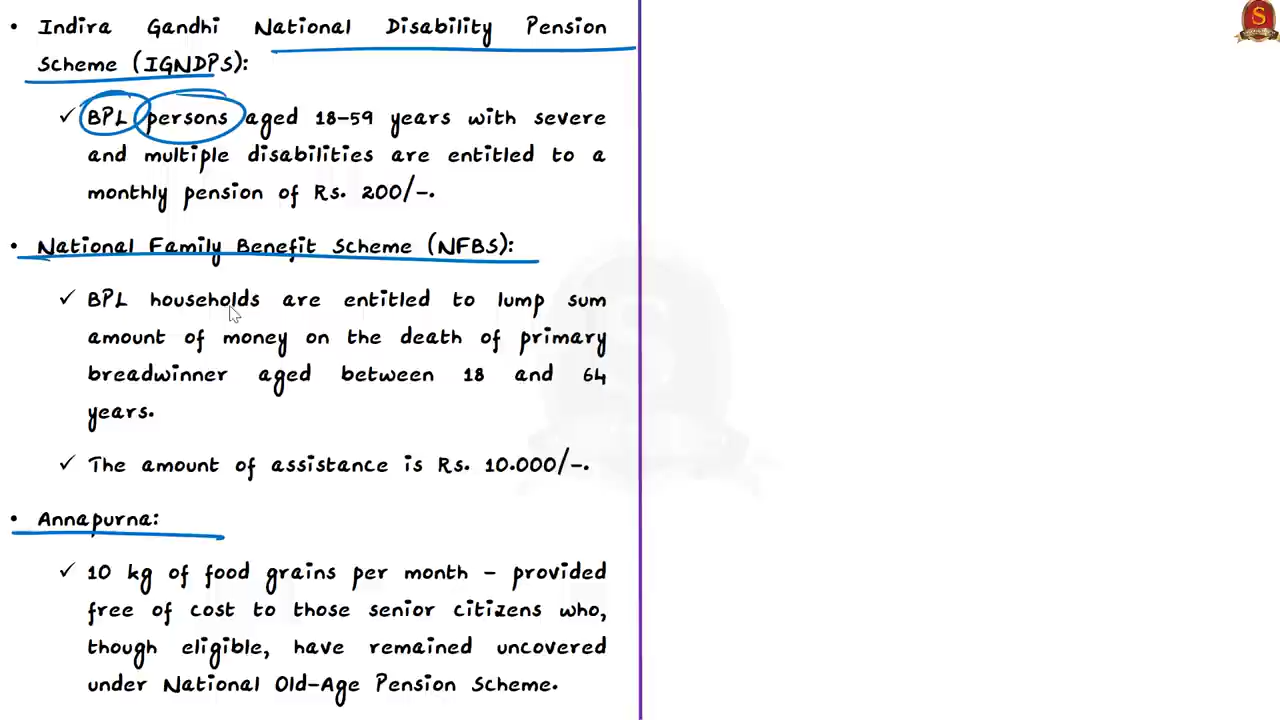 • Indira Gandhi National Disability Pension
Scheme (IGNDPS):
✓ BPL persons aged 18-59 years with severe
and multiple disabilities are entitled to a
monthly pension of Rs. 200/-.
• National Family Benefit Scheme (NFBS):
✓ BPL households are entitled to lump sum
amount of money on the death of primary
breadwinner aged between 18 and 64
years.
✓ The amount of assistance is Rs. 10.000/-.
• Annapurna:
✓ 10 kg of food grains per month - provided
free of cost to those senior citizens who,
though eligible, have remained uncovered
under National Old-Age Pension Scheme.
S